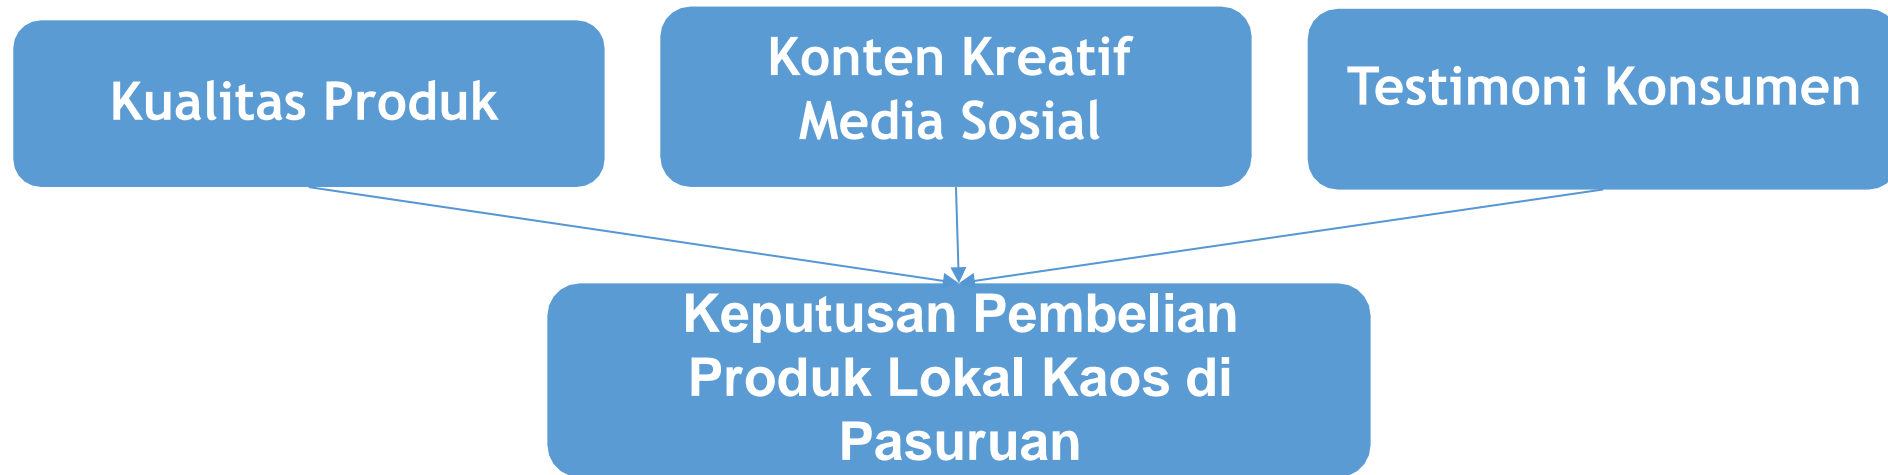 Kualitas Produk
Konten Kreatif
Media Sosial
Testimoni Konsumen
Keputusan Pembelian
Produk Lokal Kaos di
Pasuruan